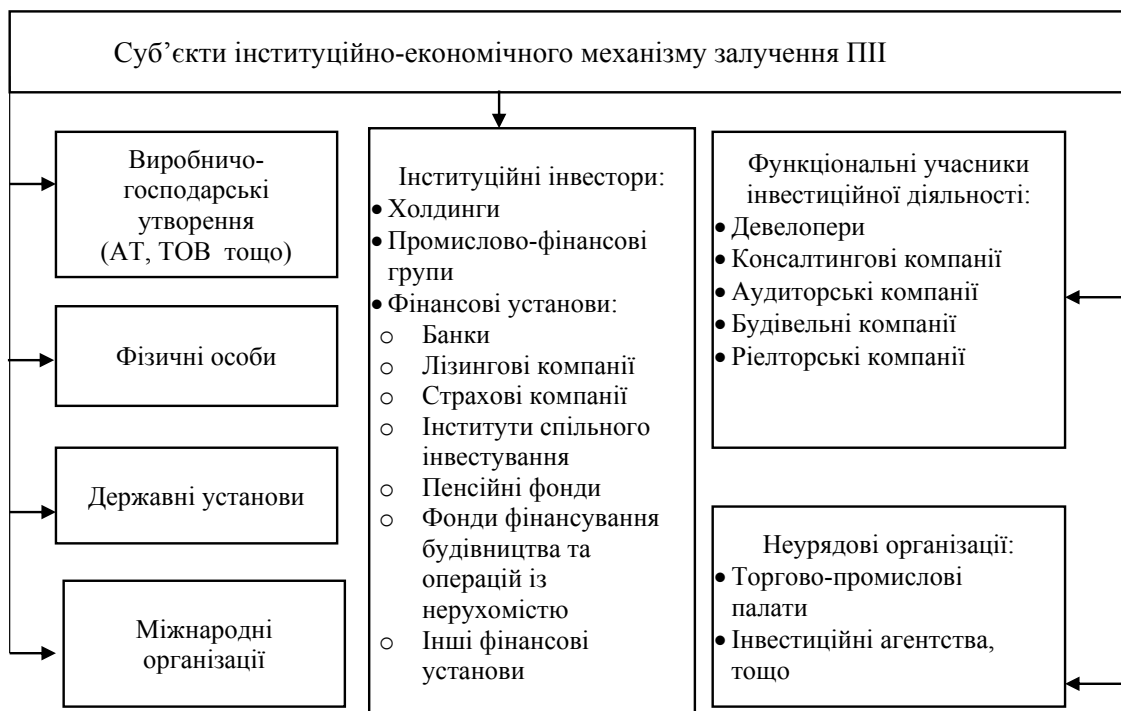 Суб’єкти інституційно-економічного механізму залучення ПІІ
Виробничо-
господарські
утворення
(АТ, ТОВ тощо)
Фізичні особи
Державні установи
Міжнародні
організації
Інституційні інвестори:
• Холдинги
• Промислово-фінансові
групи
• Фінансові установи:
o Банки
o Лізингові компанії
o Страхові компанії
o Інститути спільного
інвестування
o Пенсійні фонди
o Фонди фінансування
будівництва та
операцій із
нерухомістю
o Інші фінансові
установи
Функціональні учасники
інвестиційної діяльності:
• Девелопери
• Консалтингові компанії
• Аудиторські компанії
• Будівельні компанії
• Ріелторські компанії
Неурядові організації:
• Торгово-промислові
палати
• Інвестиційні агентства,
тощо